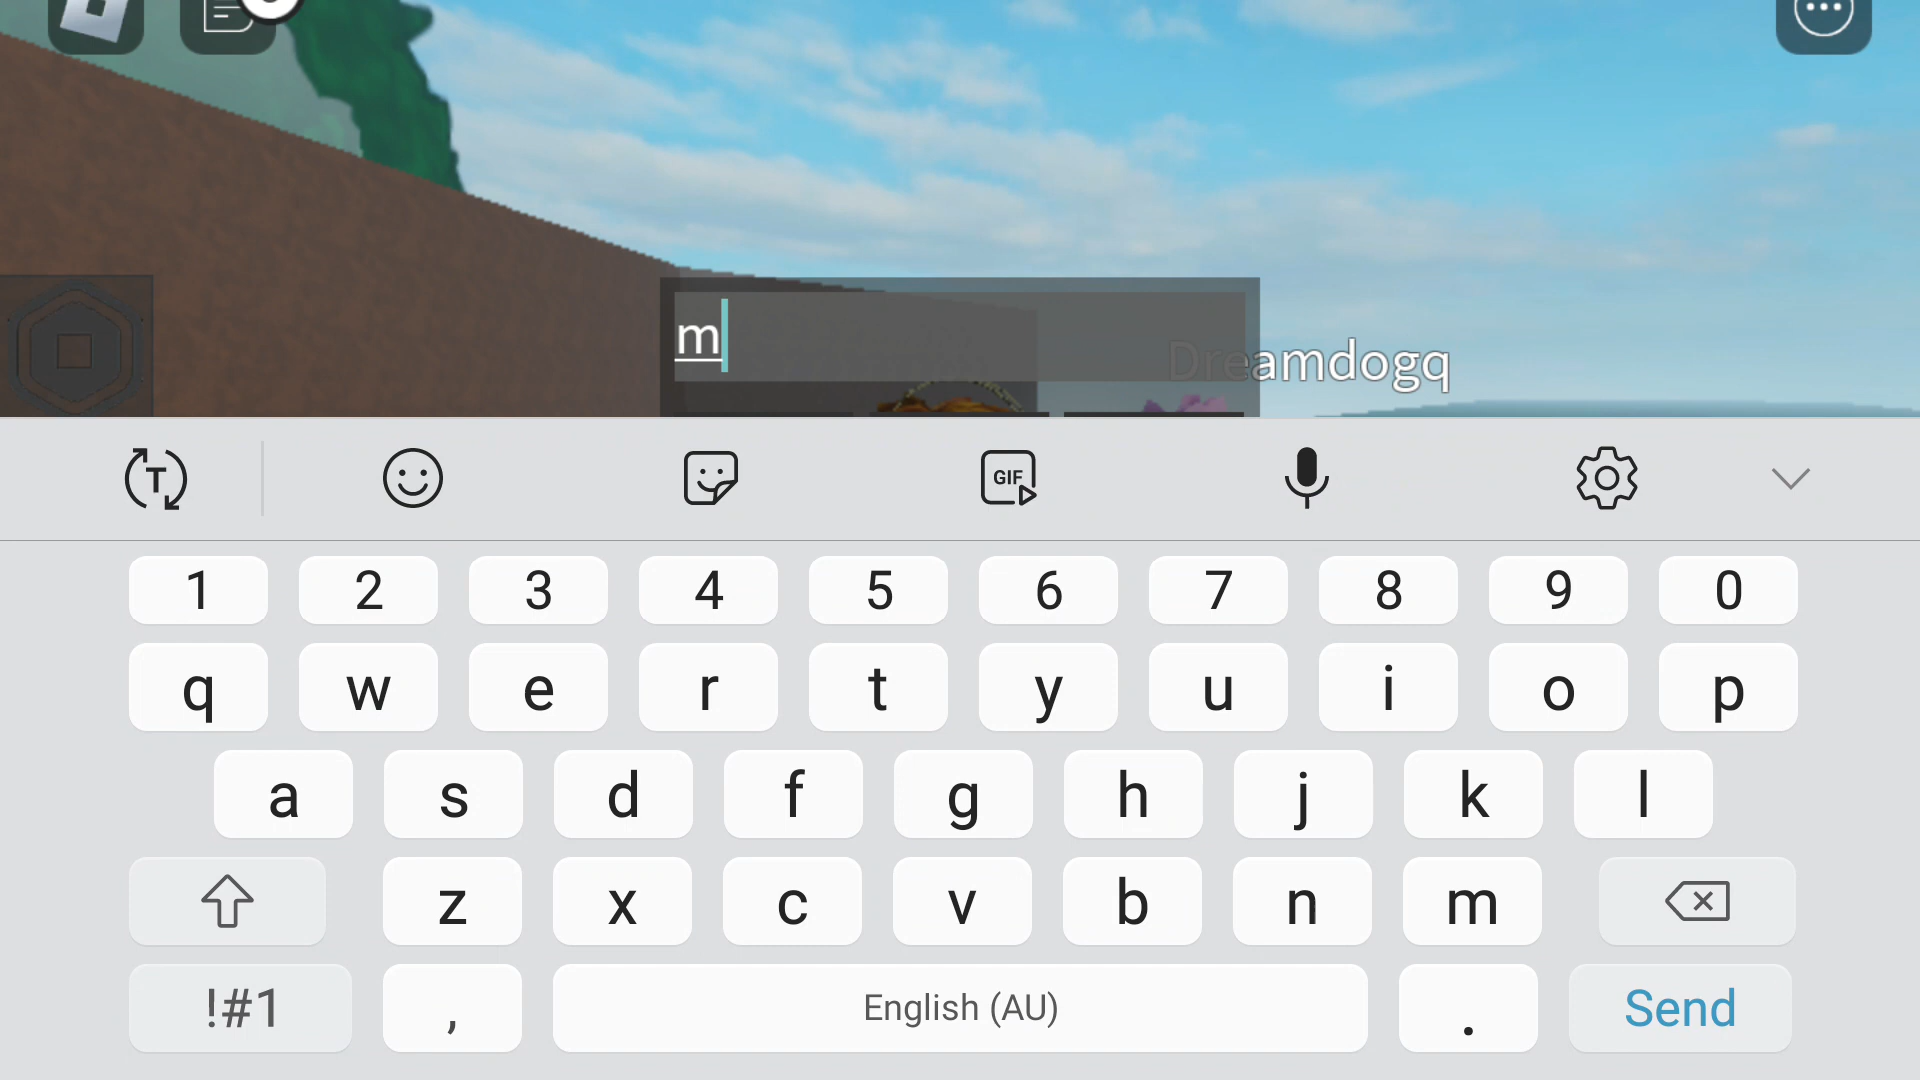 m
Dreamdogq
T
GIF
1 2 3 4 5 6 7 8 9 0
q w e r t y u i o p
a s d f g h j k l
z x c v b n m
!#1 , English (AU) . Send